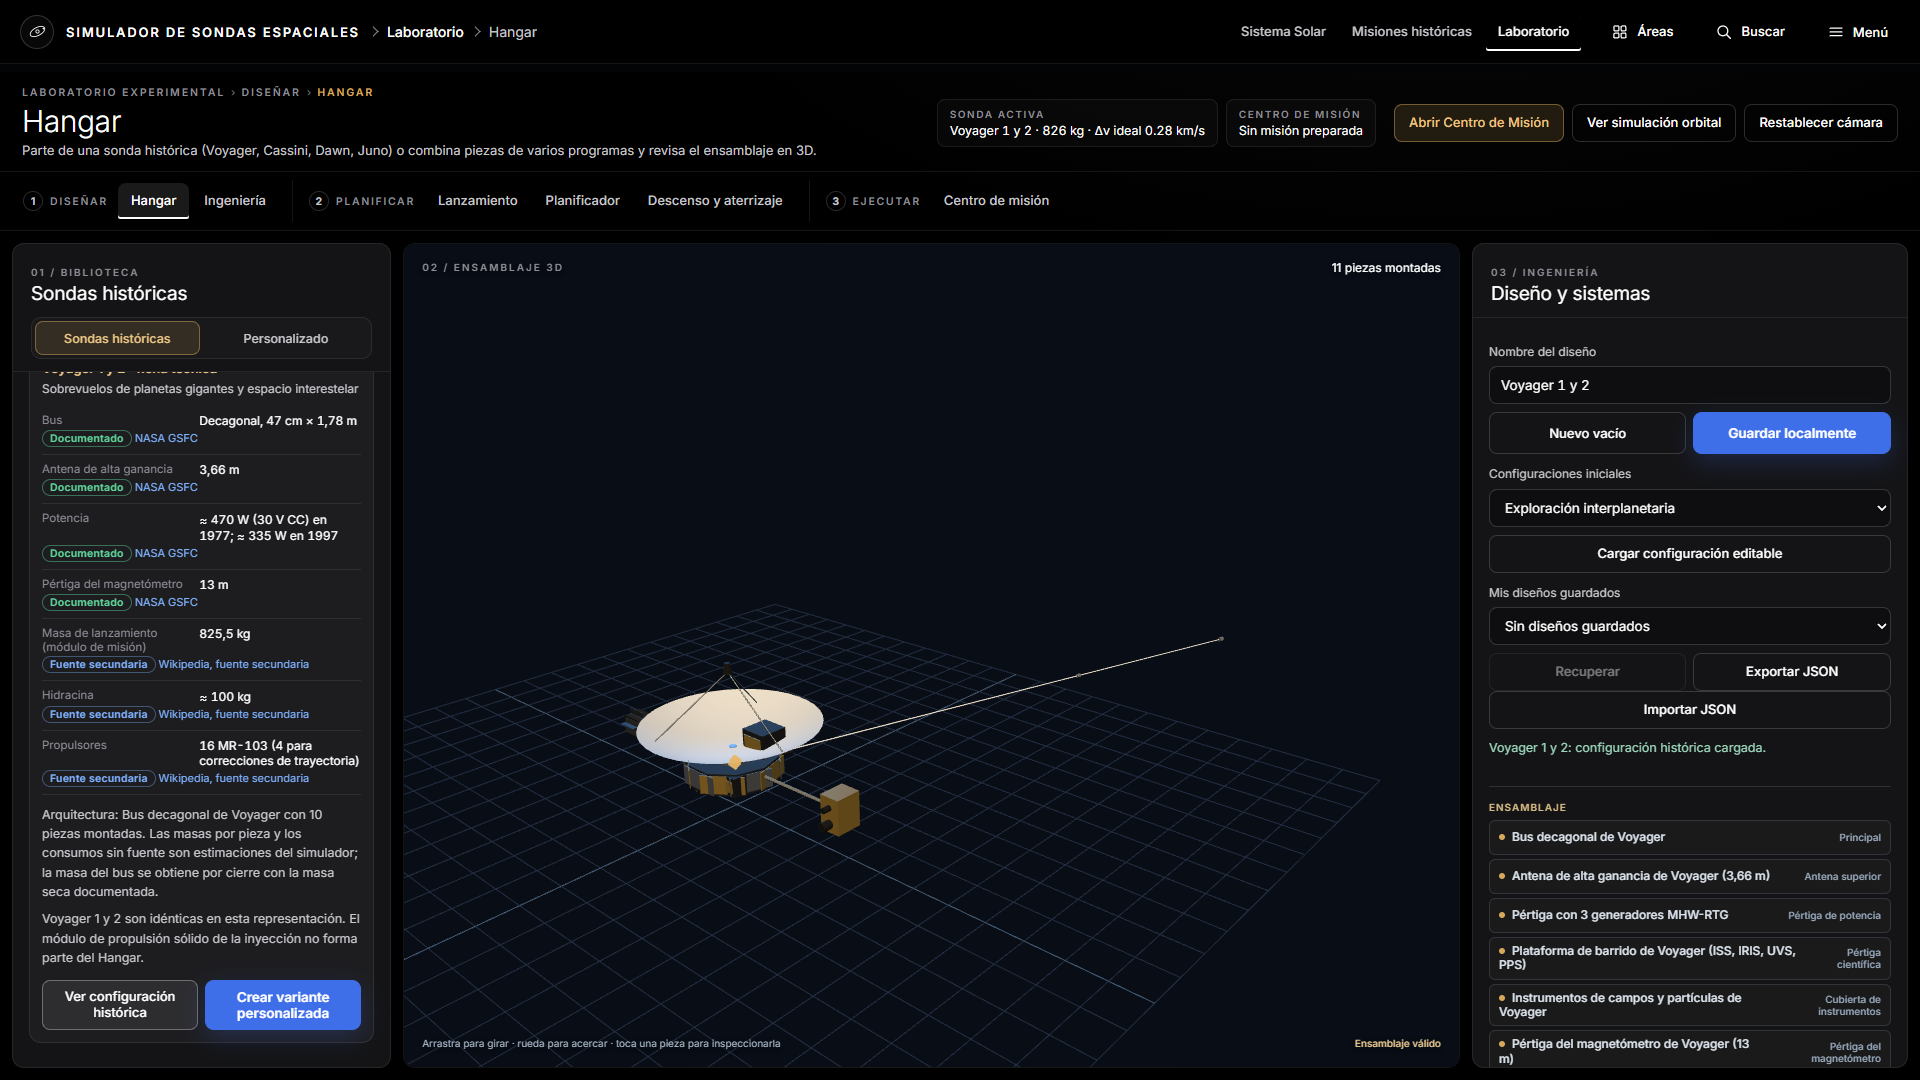 SIMULADOR DE SONDAS ESPACIALES > Laboratorio > Hangar
Sistema Solar
Misiones históricas
Laboratorio
Áreas
Buscar
Menú
LABORATORIO EXPERIMENTAL › DISEÑAR › HANGAR
Hangar
Parte de una sonda histórica (Voyager, Cassini, Dawn, Juno) o combina piezas de varios programas y revisa el ensamblaje en 3D.
SONDA ACTIVA
Voyager 1 y 2 · 826 kg · Δv ideal 0.28 km/s
CENTRO DE MISIÓN
Sin misión preparada
Abrir Centro de Misión
Ver simulación orbital
Restablecer cámara
1 DISEÑAR
Hangar
Ingeniería
2 PLANIFICAR
Lanzamiento
Planificador
Descenso y aterrizaje
3 EJECUTAR
Centro de misión
01 / BIBLIOTECA
Sondas históricas
Sondas históricas
Personalizado
Sobrevuelos de planetas gigantes y espacio interestelar
Bus
Decagonal, 47 cm × 1,78 m
Documentado NASA GSFC
Antena de alta ganancia
3,66 m
Documentado NASA GSFC
Potencia
≈ 470 W (30 V CC) en
1977; ≈ 335 W en 1997
Documentado NASA GSFC
Pértiga del magnetómetro
13 m
Documentado NASA GSFC
Masa de lanzamiento
(módulo de misión)
825,5 kg
Fuente secundaria Wikipedia, fuente secundaria
Hidracina
≈ 100 kg
Fuente secundaria Wikipedia, fuente secundaria
Propulsores
16 MR-103 (4 para
correcciones de trayectoria)
Fuente secundaria Wikipedia, fuente secundaria
Arquitectura: Bus decagonal de Voyager con 10
piezas montadas. Las masas por pieza y los
consumos sin fuente son estimaciones del simulador;
la masa del bus se obtiene por cierre con la masa
seca documentada.
Voyager 1 y 2 son idénticas en esta representación. El
módulo de propulsión sólido de la inyección no forma
parte del Hangar.
Ver configuración
histórica
Crear variante
personalizada
02 / ENSAMBLAJE 3D
11 piezas montadas
Arrastra para girar · rueda para acercar · toca una pieza para inspeccionarla
Ensamblaje válido
03 / INGENIERÍA
Diseño y sistemas
Nombre del diseño
Voyager 1 y 2
Nuevo vacío
Guardar localmente
Configuraciones iniciales
Exploración interplanetaria
Cargar configuración editable
Mis diseños guardados
Sin diseños guardados
Recuperar
Exportar JSON
Importar JSON
Voyager 1 y 2: configuración histórica cargada.
ENSAMBLAJE
Bus decagonal de Voyager
Principal
Antena de alta ganancia de Voyager (3,66 m)
Antena superior
Pértiga con 3 generadores MHW-RTG
Pértiga de potencia
Plataforma de barrido de Voyager (ISS, IRIS, UVS,
PPS)
Pértiga
científica
Instrumentos de campos y partículas de
Voyager
Cubierta de
instrumentos
Pértiga del magnetómetro de Voyager (13
m)
Pértiga del
magnetómetro